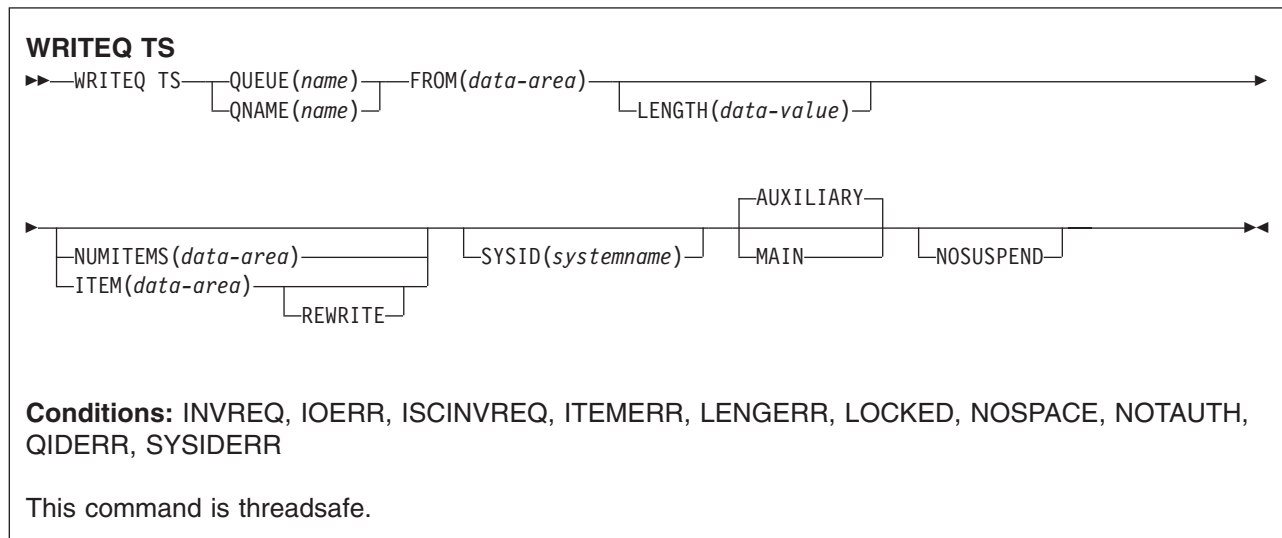 WRITEQ TS
WRITEQ TS QUEUE(name) FROM(data-area)
QNAME(name) LENGTH(data-value)
AUXILIARY
NUMITEMS(data-area) SYSID(systemname) MAIN NOSUSPEND
ITEM(data-area)
REWRITE
Conditions: INVREQ, IOERR, ISCINVREQ, ITEMERR, LENGERR, LOCKED, NOSPACE, NOTAUTH,
QIDERR, SYSIDERR
This command is threadsafe.